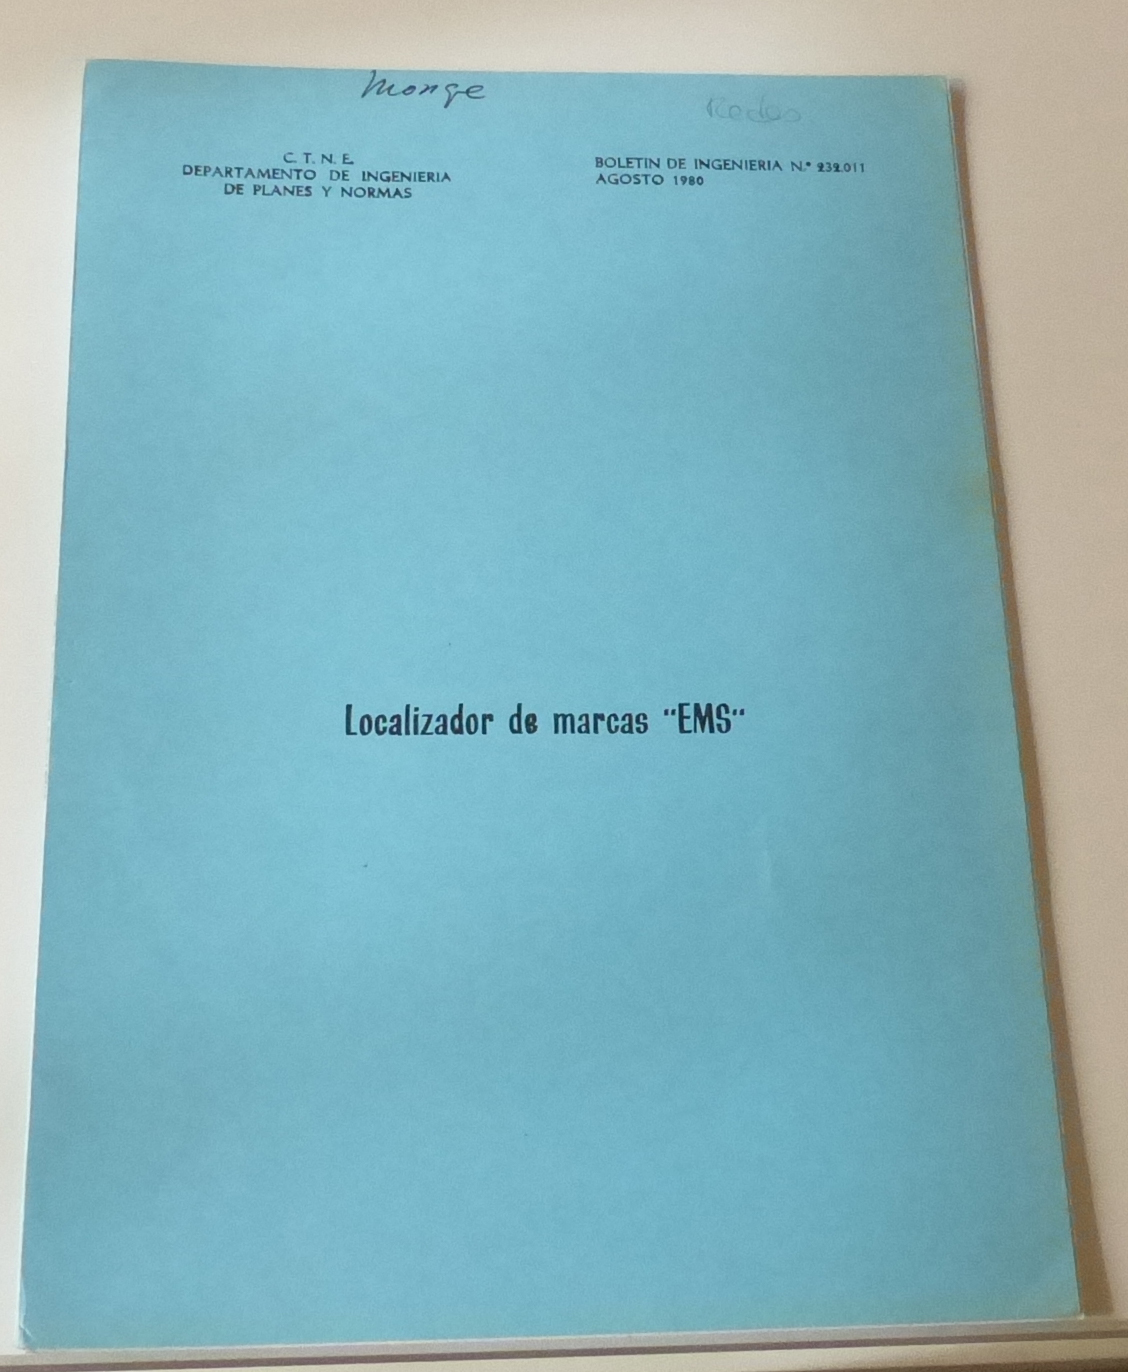 Monge
Redes
C. T. N. E.
DEPARTAMENTO DE INGENIERIA
DE PLANES Y NORMAS
BOLETIN DE INGENIERIA N.º 232.011
AGOSTO 1980
Localizador de marcas “EMS“